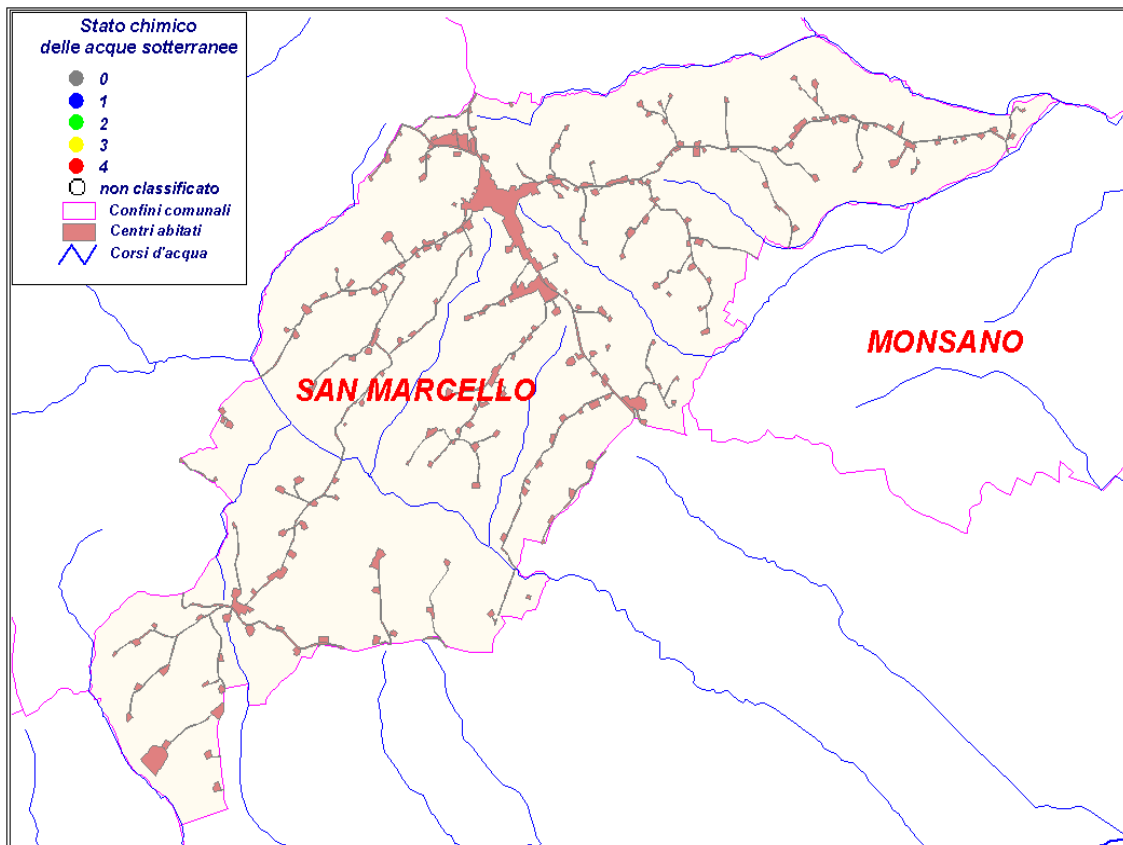 Stato chimico
delle acque sotterranee
0
1
2
3
4
non classificato
Confini comunali
Centri abitati
Corsi d'acqua
MONSANO
SAN MARCELLO